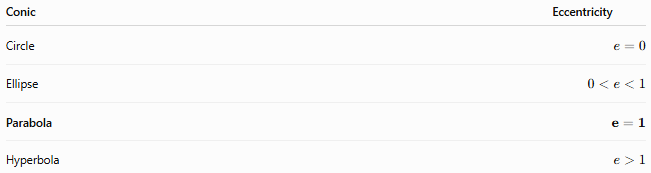 Conic Eccentricity
Circle e = 0
Ellipse 0 < e < 1
Parabola e = 1
Hyperbola e > 1